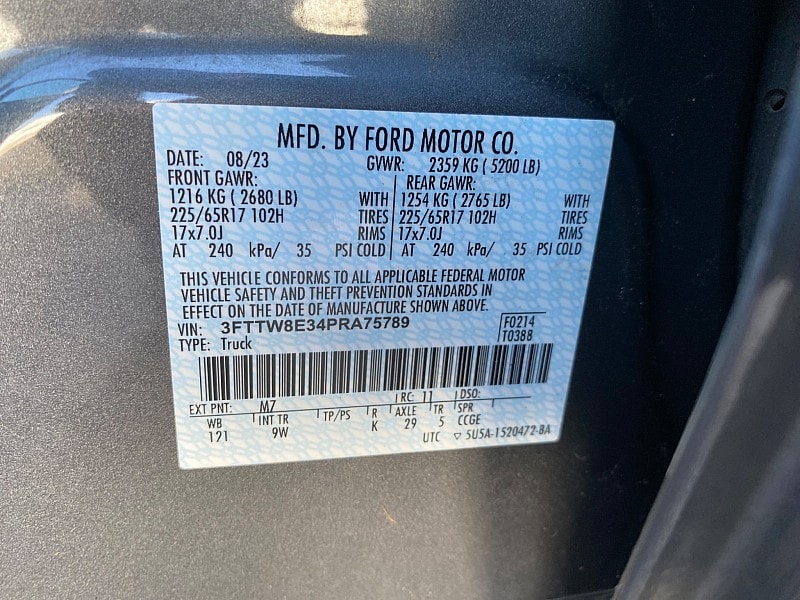 MFD. BY FORD MOTOR CO.
DATE: 08/23 GVWR: 2359 KG ( 5200 LB)
FRONT GAWR: REAR GAWR:
1216 KG ( 2680 LB) WITH 1254 KG ( 2765 LB) WITH
225/65R17 102H TIRES 225/65R17 102H TIRES
17x7.0J RIMS 17x7.0J RIMS
AT 240 kPa/ 35 PSI COLD AT 240 kPa/ 35 PSI COLD
THIS VEHICLE CONFORMS TO ALL APPLICABLE FEDERAL MOTOR
VEHICLE SAFETY AND THEFT PREVENTION STANDARDS IN
EFFECT ON THE DATE OF MANUFACTURE SHOWN ABOVE.
VIN: 3FTTW8E34PRA75789 F0214
TYPE: Truck T0388
EXT PNT: M7 RC: 11 DSO:
WB INT TR TP/PS R AXLE TR SPR
121 9W K 29 5 CCGE
UTC ▽ 5U5A-1520472-BA